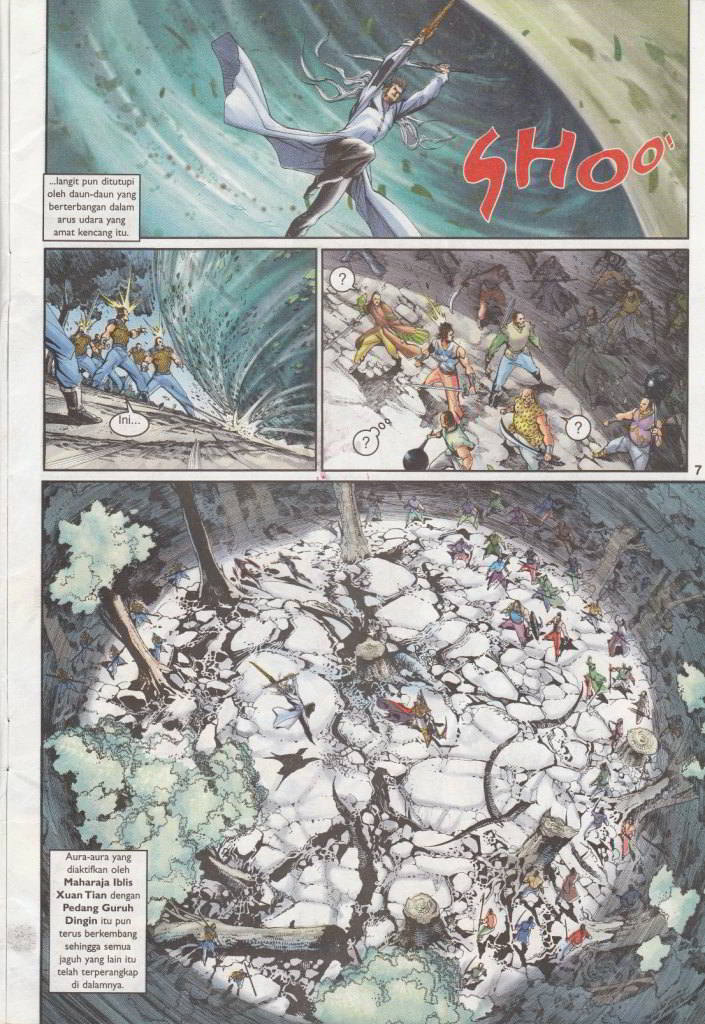 SHOO!
...langit pun ditutupi
oleh daun-daun yang
berterbangan dalam
arus udara yang
amat kencang itu.
Ini...
?
?
?
7
Aura-aura yang
diaktifkan oleh
Maharaja Iblis
Xuan Tian dengan
Pedang Guruh
Dingin itu pun
terus berkembang
sehingga semua
jaguh yang lain itu
telah terperangkap
di dalamnya.